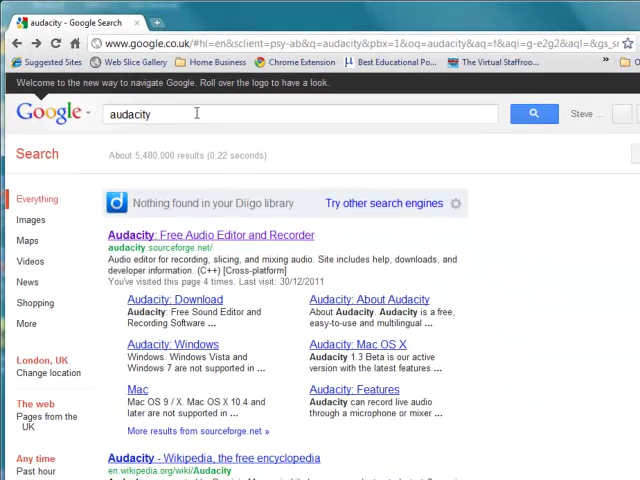 audacity - Google Search
www.google.co.uk/#hl=en&sclient=psy-ab&q=audacity&pbx=1&oq=audacity&aq=f&aqi=g-e2g2&aql=&gs_sm
Suggested Sites Web Slice Gallery Home Business Chrome Extension Best Educational Po... The Virtual Staffroo... »
Welcome to the new way to navigate Google. Roll over the logo to have a look.
Google audacity Steve ...
Search About 5,480,000 results (0.22 seconds)
Everything
Images
Maps
Videos
News
Shopping
More
London, UK
Change location
The web
Pages from the
UK
Any time
Past hour
d Nothing found in your Diigo library Try other search engines
Audacity: Free Audio Editor and Recorder
audacity.sourceforge.net/
Audio editor for recording, slicing, and mixing audio. Site includes help, downloads, and
developer information. (C++) [Cross-platform]
You've visited this page 4 times. Last visit: 30/12/2011
Audacity: Download
Audacity: Free Sound Editor and
Recording Software ...
Audacity: Windows
Windows. Windows Vista and
Windows 7 are not supported in ...
Mac
Mac OS 9 / X. Mac OS X 10.4 and
later are not supported in ...
Audacity: About Audacity
About Audacity. Audacity is a free,
easy-to-use and multilingual ...
Audacity: Mac OS X
Audacity 1.3 Beta is our active
version with the latest features ...
Audacity: Features
Audacity can record live audio
through a microphone or mixer ...
More results from sourceforge.net »
Audacity - Wikipedia, the free encyclopedia
en.wikipedia.org/wiki/Audacity